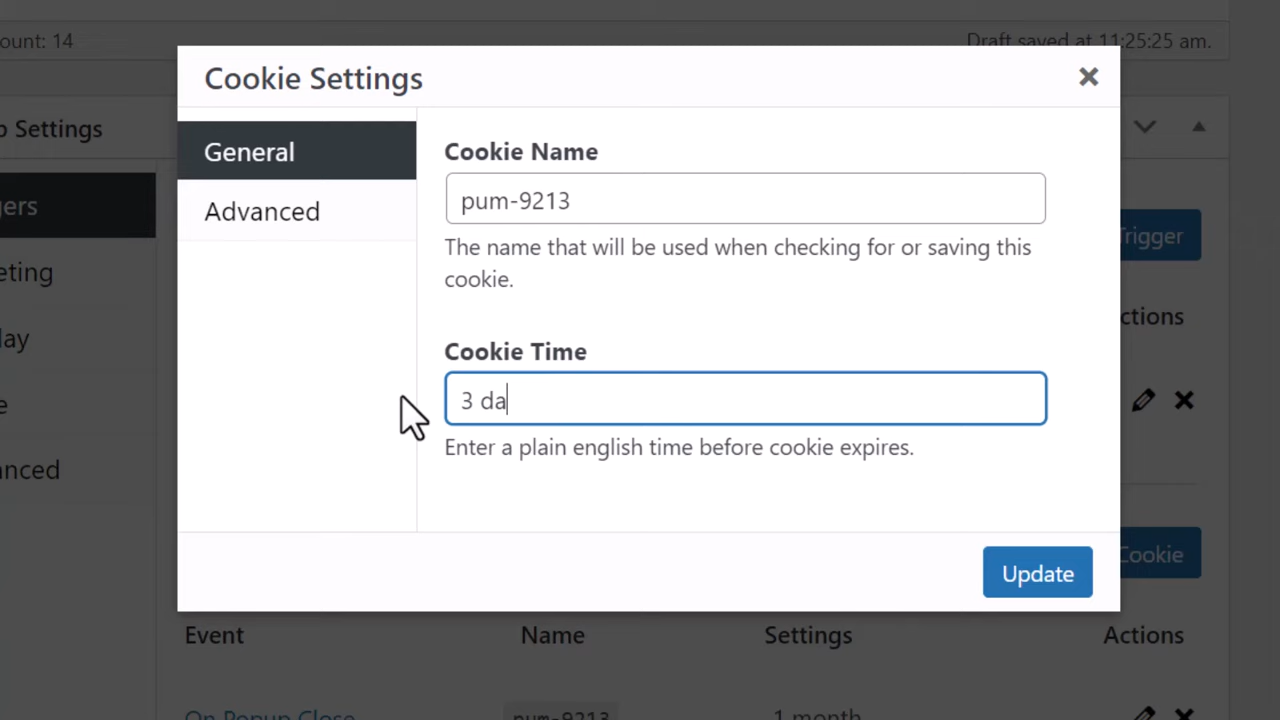 ount: 14
Draft saved at 11:25:25 am.
Cookie Settings
p Settings
General
Cookie Name
gers
Advanced
pum-9213
Trigger
The name that will be used when checking for or saving this
cookie.
eting
ctions
lay
Cookie Time
e
3 da
Enter a plain english time before cookie expires.
anced
Update
Cookie
Event
Name
Settings
Actions
On Popup Close
pum-9213
1 month